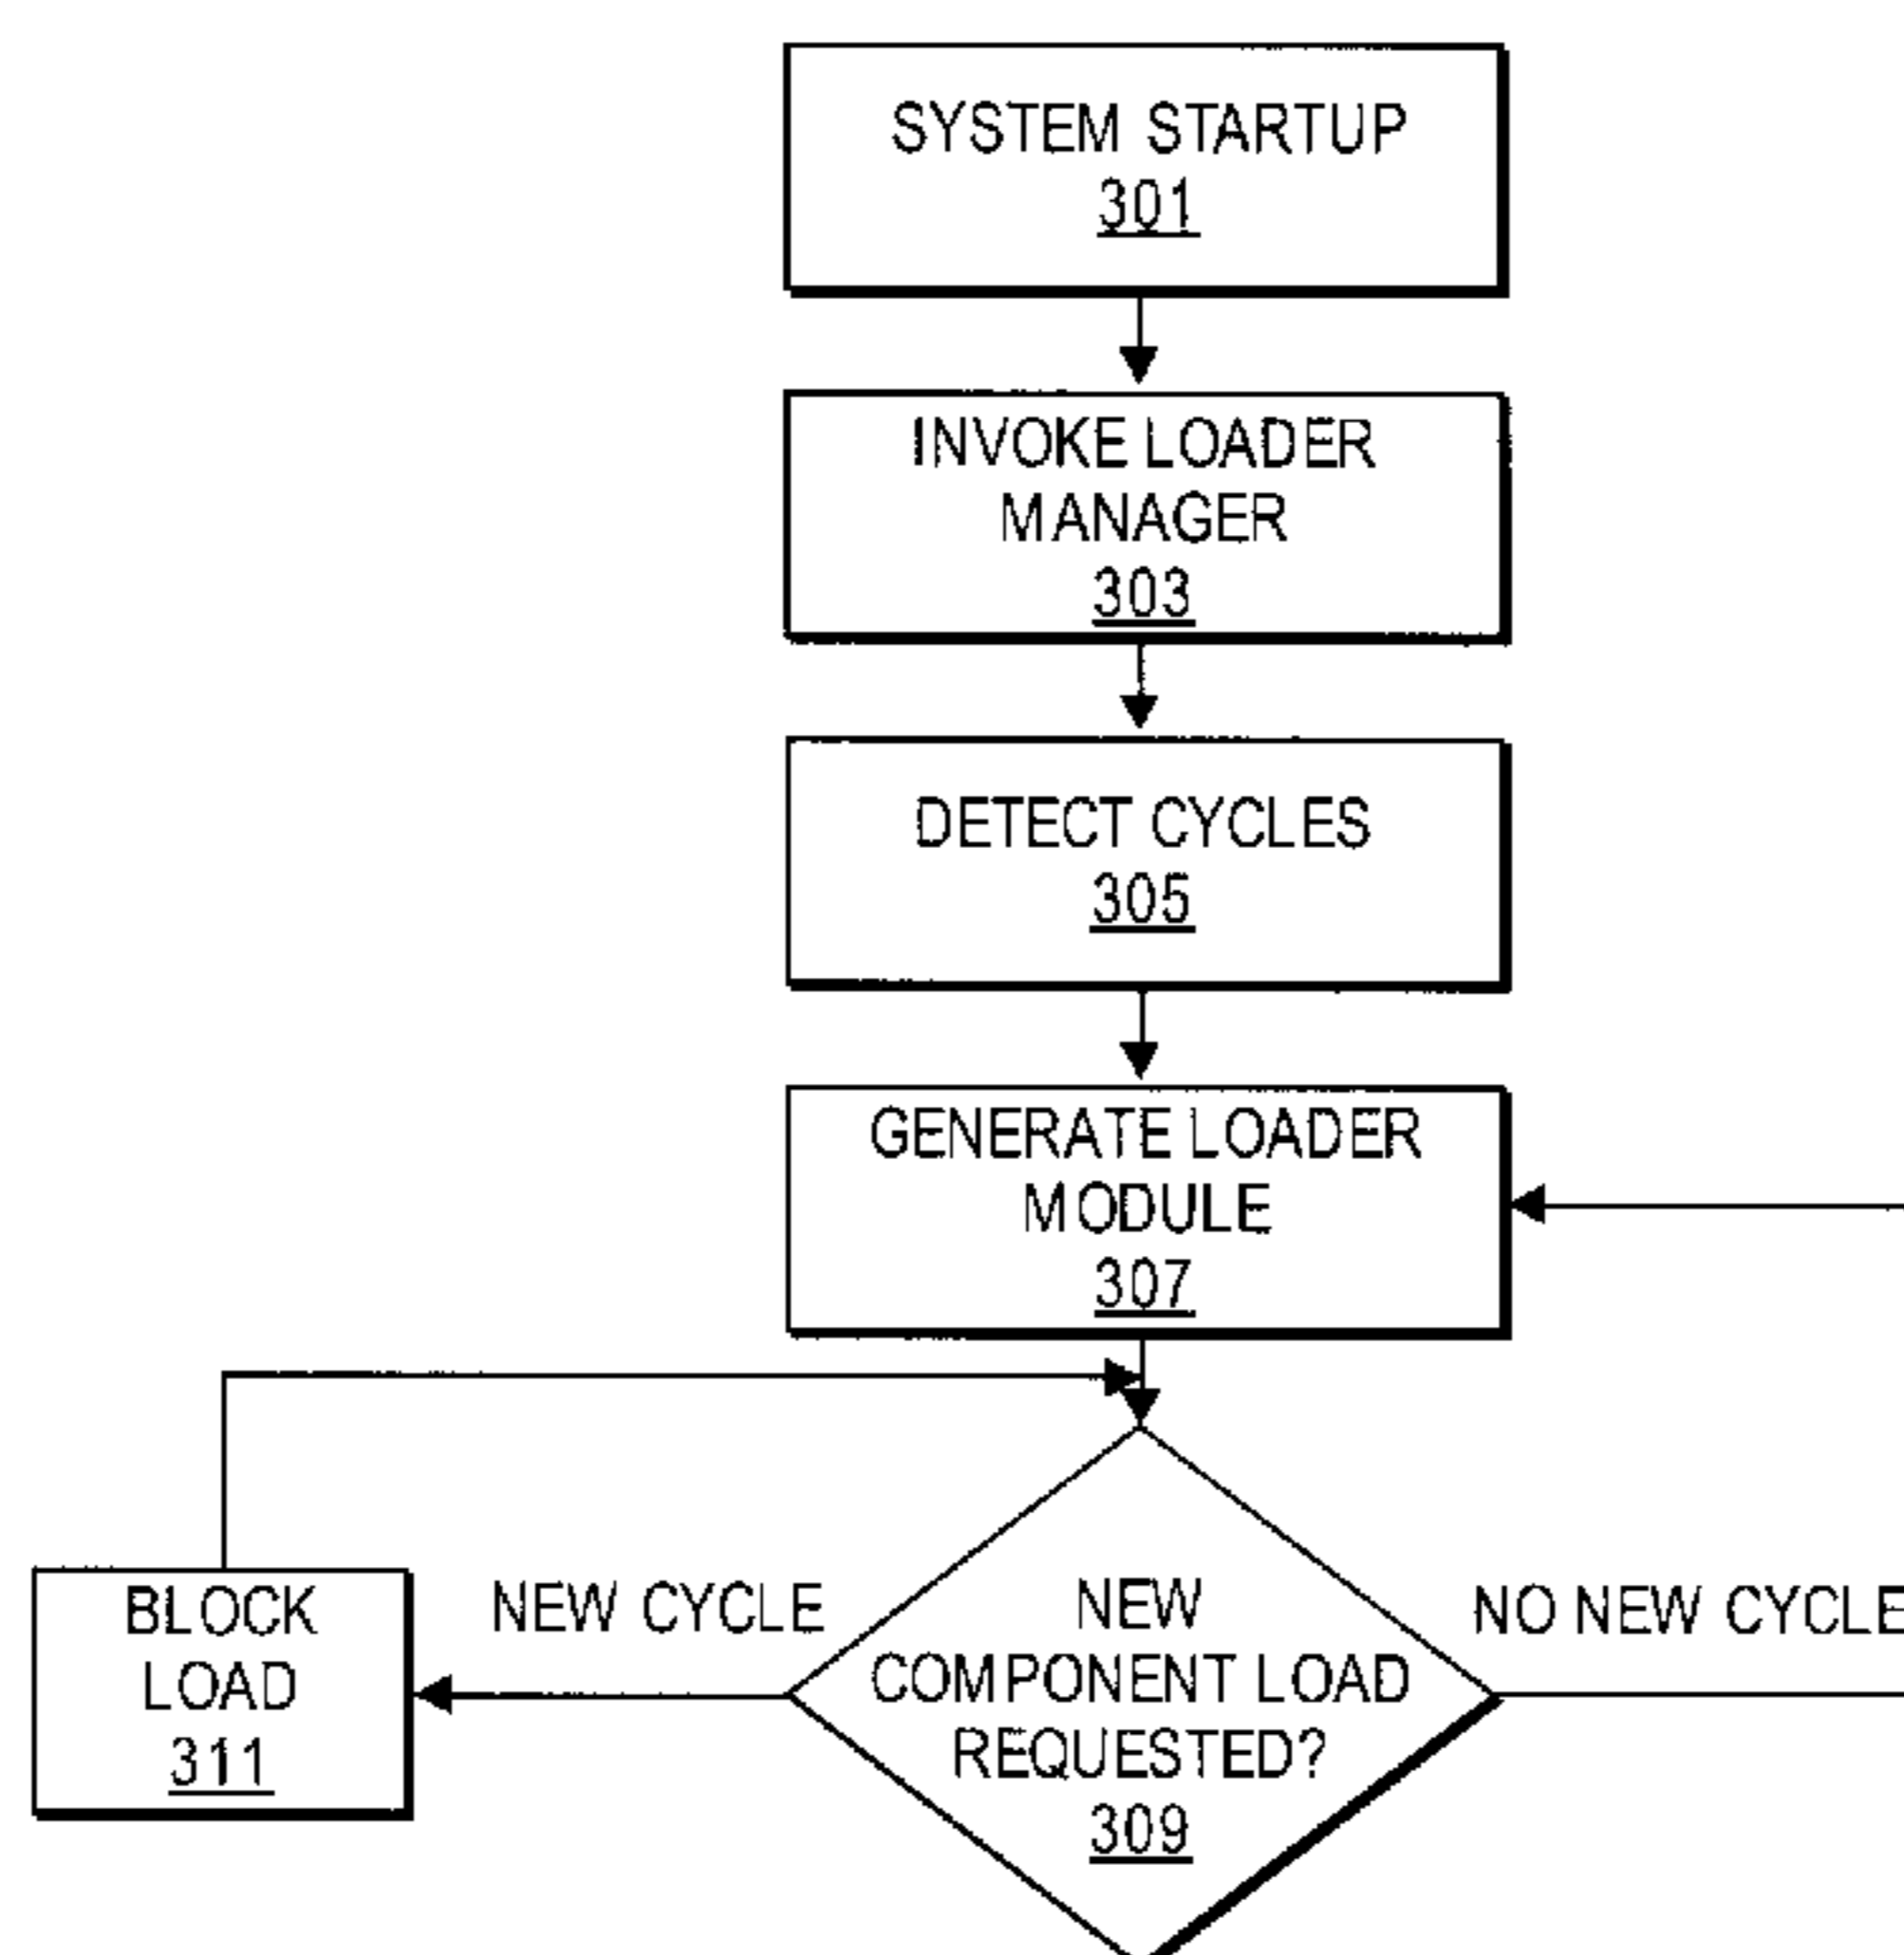 SYSTEM STARTUP
301
INVOKE LOADER
MANAGER
303
DETECT CYCLES
305
GENERATE LOADER
MODULE
307
BLOCK
LOAD
311
NEW CYCLE
NEW
COMPONENT LOAD
REQUESTED?
309
NO NEW CYCLE